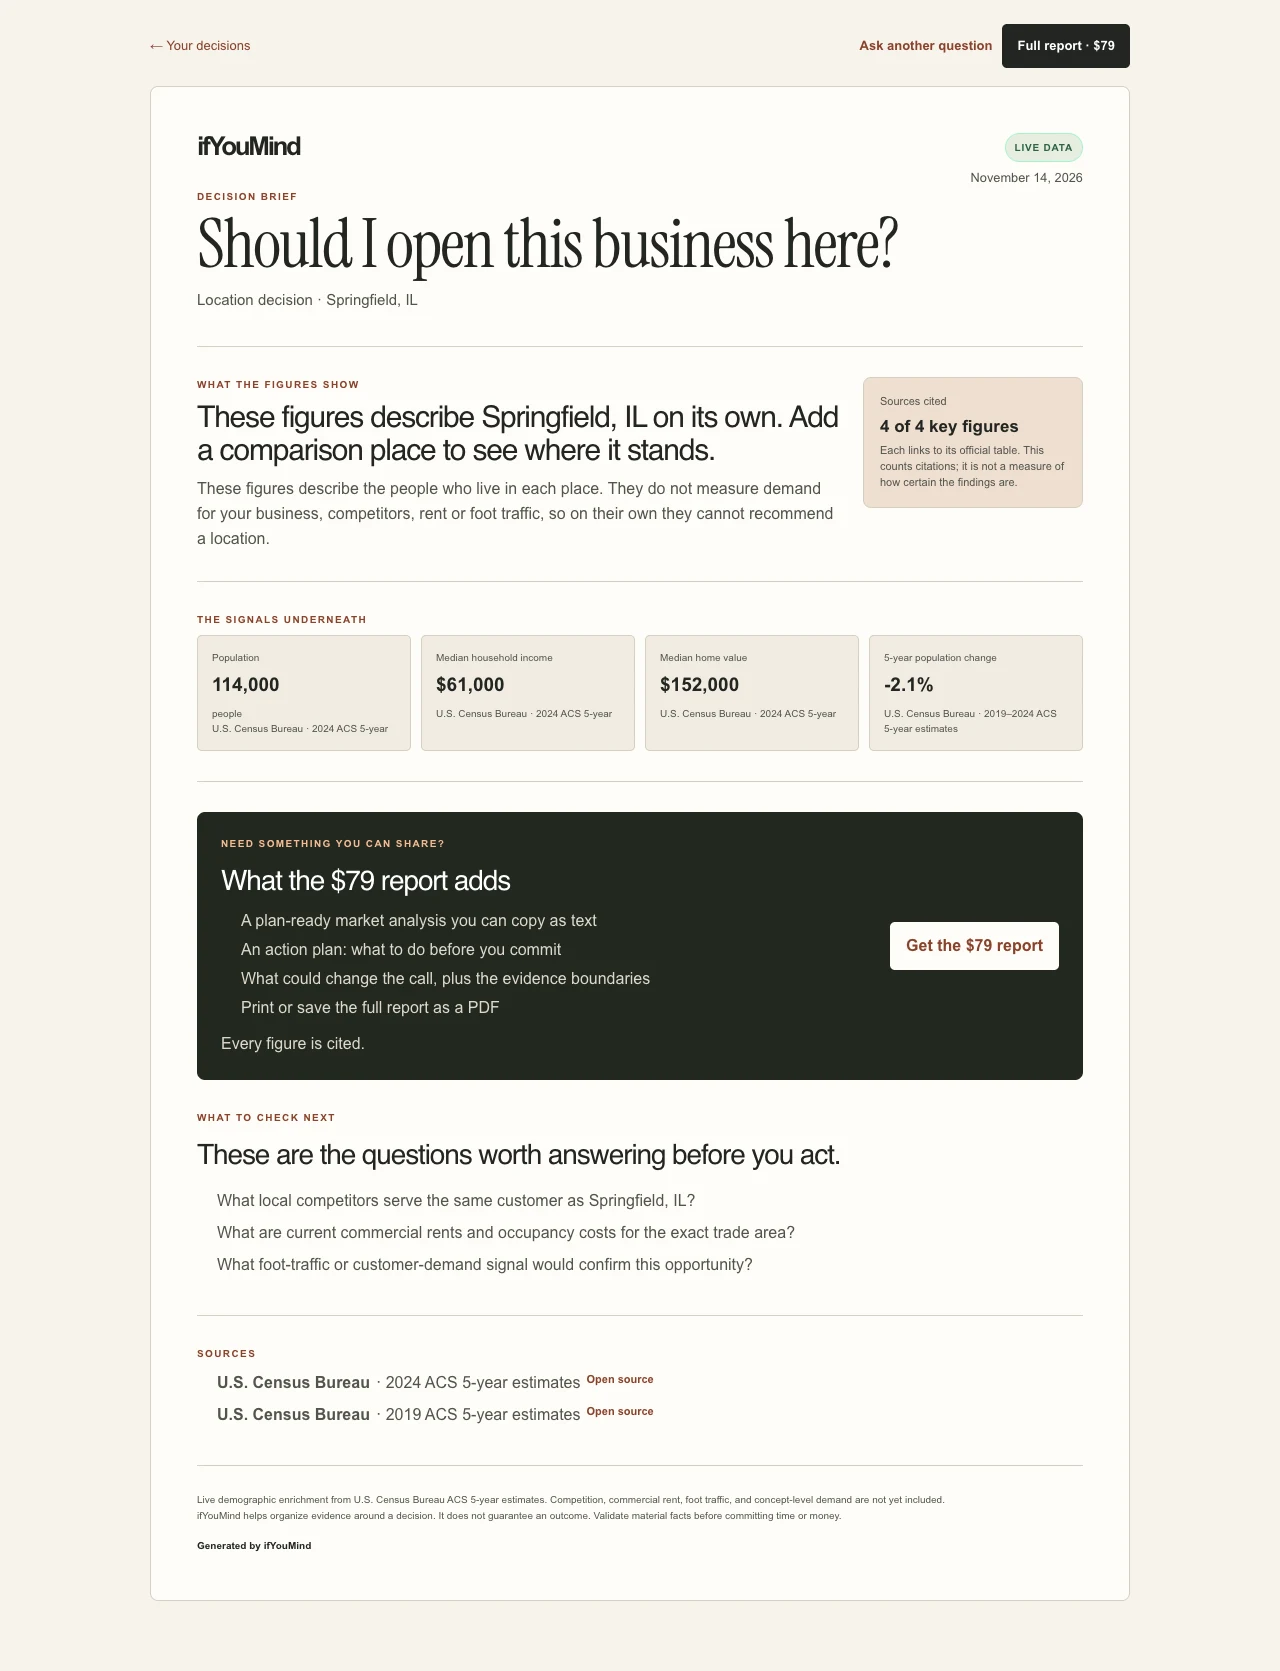 ← Your decisions
Ask another question
Full report · $79
ifYouMind
LIVE DATA
November 14, 2026
DECISION BRIEF
Should I open this business here?
Location decision · Springfield, IL
WHAT THE FIGURES SHOW
These figures describe Springfield, IL on its own. Add
a comparison place to see where it stands.
These figures describe the people who live in each place. They do not measure demand
for your business, competitors, rent or foot traffic, so on their own they cannot recommend
a location.
Sources cited
4 of 4 key figures
Each links to its official table. This
counts citations; it is not a measure of
how certain the findings are.
THE SIGNALS UNDERNEATH
Population
114,000
people
U.S. Census Bureau · 2024 ACS 5-year
Median household income
$61,000
U.S. Census Bureau · 2024 ACS 5-year
Median home value
$152,000
U.S. Census Bureau · 2024 ACS 5-year
5-year population change
-2.1%
U.S. Census Bureau · 2019–2024 ACS
5-year estimates
NEED SOMETHING YOU CAN SHARE?
What the $79 report adds
A plan-ready market analysis you can copy as text
An action plan: what to do before you commit
What could change the call, plus the evidence boundaries
Print or save the full report as a PDF
Every figure is cited.
Get the $79 report
WHAT TO CHECK NEXT
These are the questions worth answering before you act.
What local competitors serve the same customer as Springfield, IL?
What are current commercial rents and occupancy costs for the exact trade area?
What foot-traffic or customer-demand signal would confirm this opportunity?
SOURCES
U.S. Census Bureau · 2024 ACS 5-year estimates Open source
U.S. Census Bureau · 2019 ACS 5-year estimates Open source
Live demographic enrichment from U.S. Census Bureau ACS 5-year estimates. Competition, commercial rent, foot traffic, and concept-level demand are not yet included.
ifYouMind helps organize evidence around a decision. It does not guarantee an outcome. Validate material facts before committing time or money.
Generated by ifYouMind